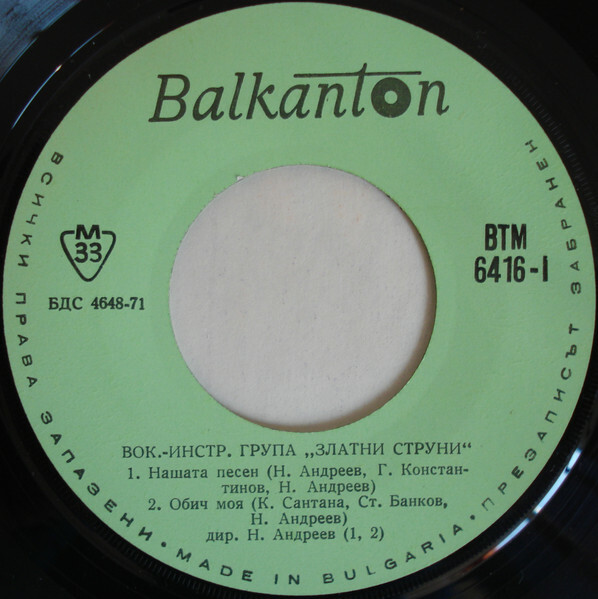 Balkanton
М
33
БДС 4648-71
ВТМ
6416-I
ВОК.-ИНСТР. ГРУПА „ЗЛАТНИ СТРУНИ“
1. Нашата песен (Н. Андреев, Г. Констан-
тинов, Н. Андреев)
2. Обич моя (К. Сантана, Ст. Банков,
Н. Андреев)
дир. Н. Андреев (1, 2)
ВСИЧКИ ПРАВА ЗАПАЗЕНИ • MADE IN BULGARIA • ПРЕЗАПИСЪТ ЗАБРАНЕН